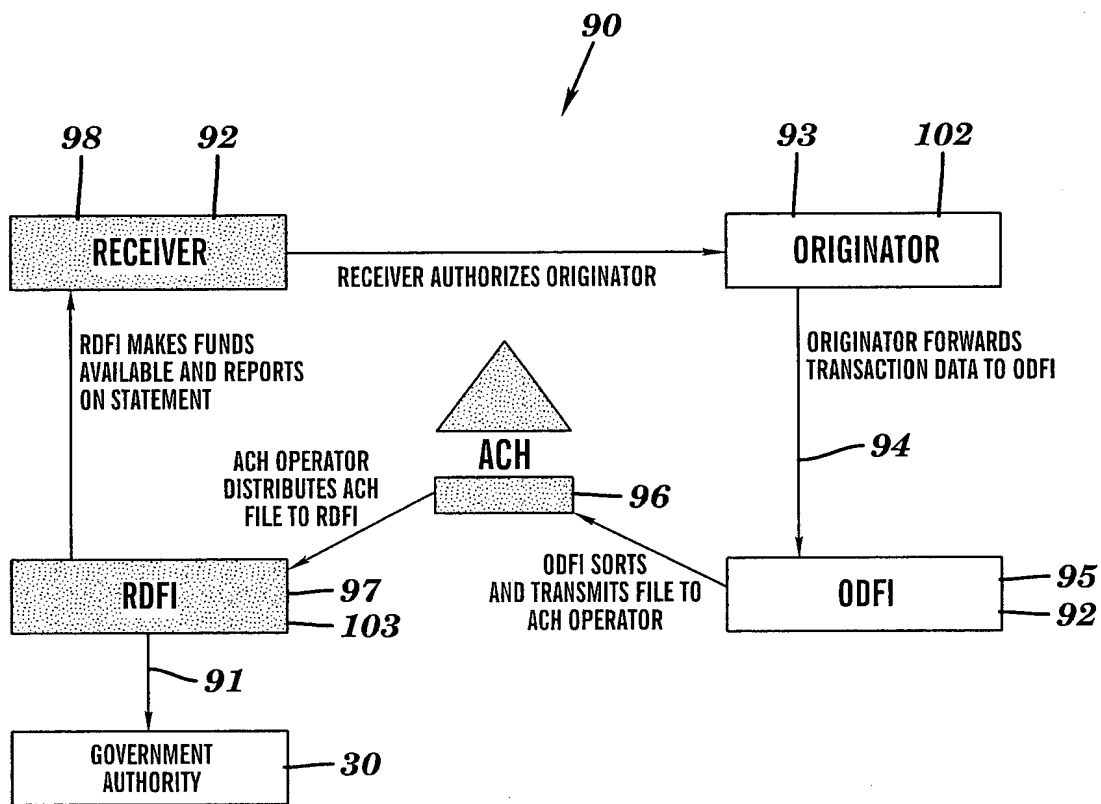 90
98
92
93
102
RECEIVER
ORIGINATOR
RECEIVER AUTHORIZES ORIGINATOR
RDFI MAKES FUNDS
AVAILABLE AND REPORTS
ON STATEMENT
ORIGINATOR FORWARDS
TRANSACTION DATA TO ODFI
94
ACH
96
ACH OPERATOR
DISTRIBUTES ACH
FILE TO RDFI
ODFI SORTS
AND TRANSMITS FILE TO
ACH OPERATOR
RDFI
97
103
ODFI
95
92
91
GOVERNMENT
AUTHORITY
30